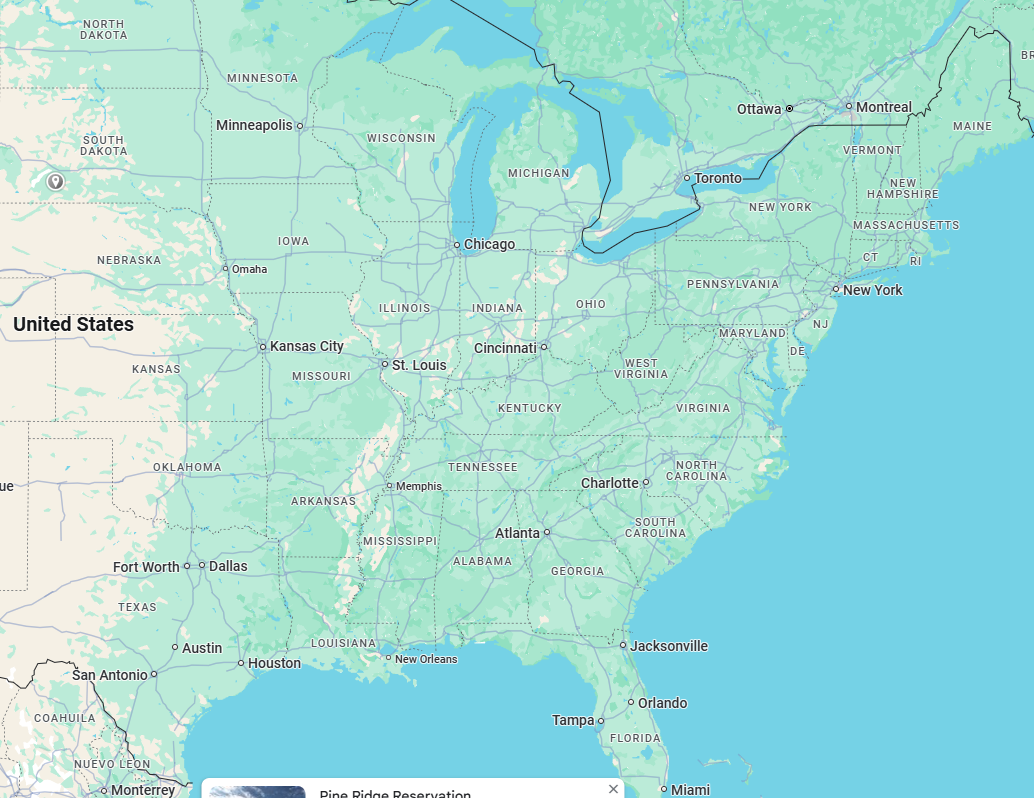 NORTH
DAKOTA
MINNESOTA
Ottawa
Montreal
BR
Minneapolis
WISCONSIN
MAINE
SOUTH
DAKOTA
VERMONT
MICHIGAN
Toronto
NEW
HAMPSHIRE
NEW YORK
MASSACHUSETTS
IOWA
Chicago
NEBRASKA
Omaha
CT
RI
PENNSYLVANIA
New York
ILLINOIS
INDIANA
OHIO
United States
NJ
MARYLAND
Kansas City
Cincinnati
DE
St. Louis
KANSAS
MISSOURI
WEST
VIRGINIA
KENTUCKY
VIRGINIA
OKLAHOMA
TENNESSEE
NORTH
CAROLINA
ue
Memphis
Charlotte
ARKANSAS
SOUTH
CAROLINA
Atlanta
MISSISSIPPI
ALABAMA
GEORGIA
Fort Worth
Dallas
TEXAS
LOUISIANA
Jacksonville
Austin
New Orleans
Houston
San Antonio
Orlando
COAHUILA
Tampa
FLORIDA
NUEVO LEON
Monterrey
Pine Ridge Reservation
Miami